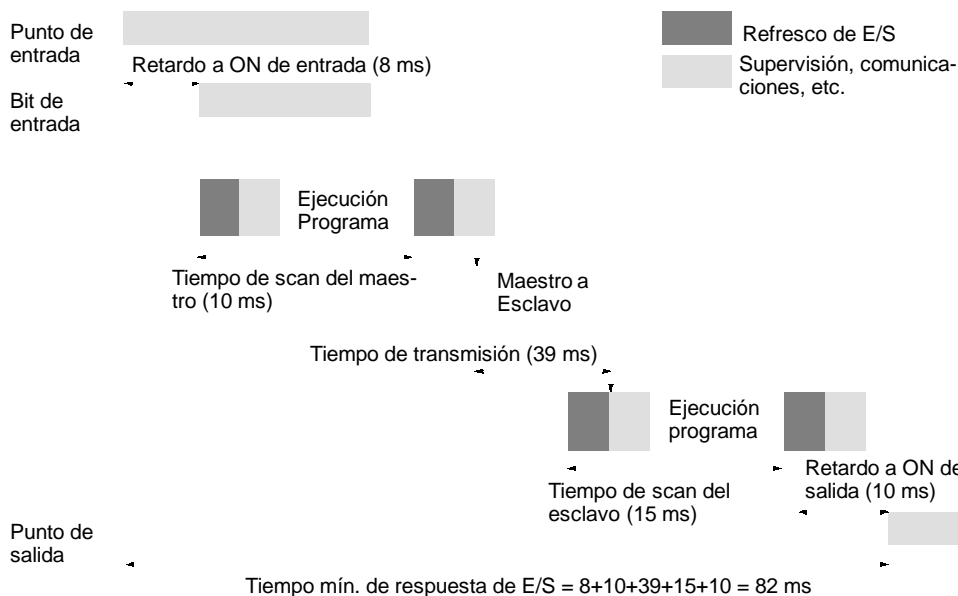 Punto de
entrada
Retardo a ON de entrada (8 ms)
Refresco de E/S
Supervisión, comunica-
ciones, etc.
Bit de
entrada
Ejecución
Programa
Tiempo de scan del maes-
tro (10 ms)
Maestro a
Esclavo
Tiempo de transmisión (39 ms)
Ejecución
programa
Tiempo de scan del
esclavo (15 ms)
Retardo a ON de
salida (10 ms)
Punto de
salida
Tiempo mín. de respuesta de E/S = 8+10+39+15+10 = 82 ms